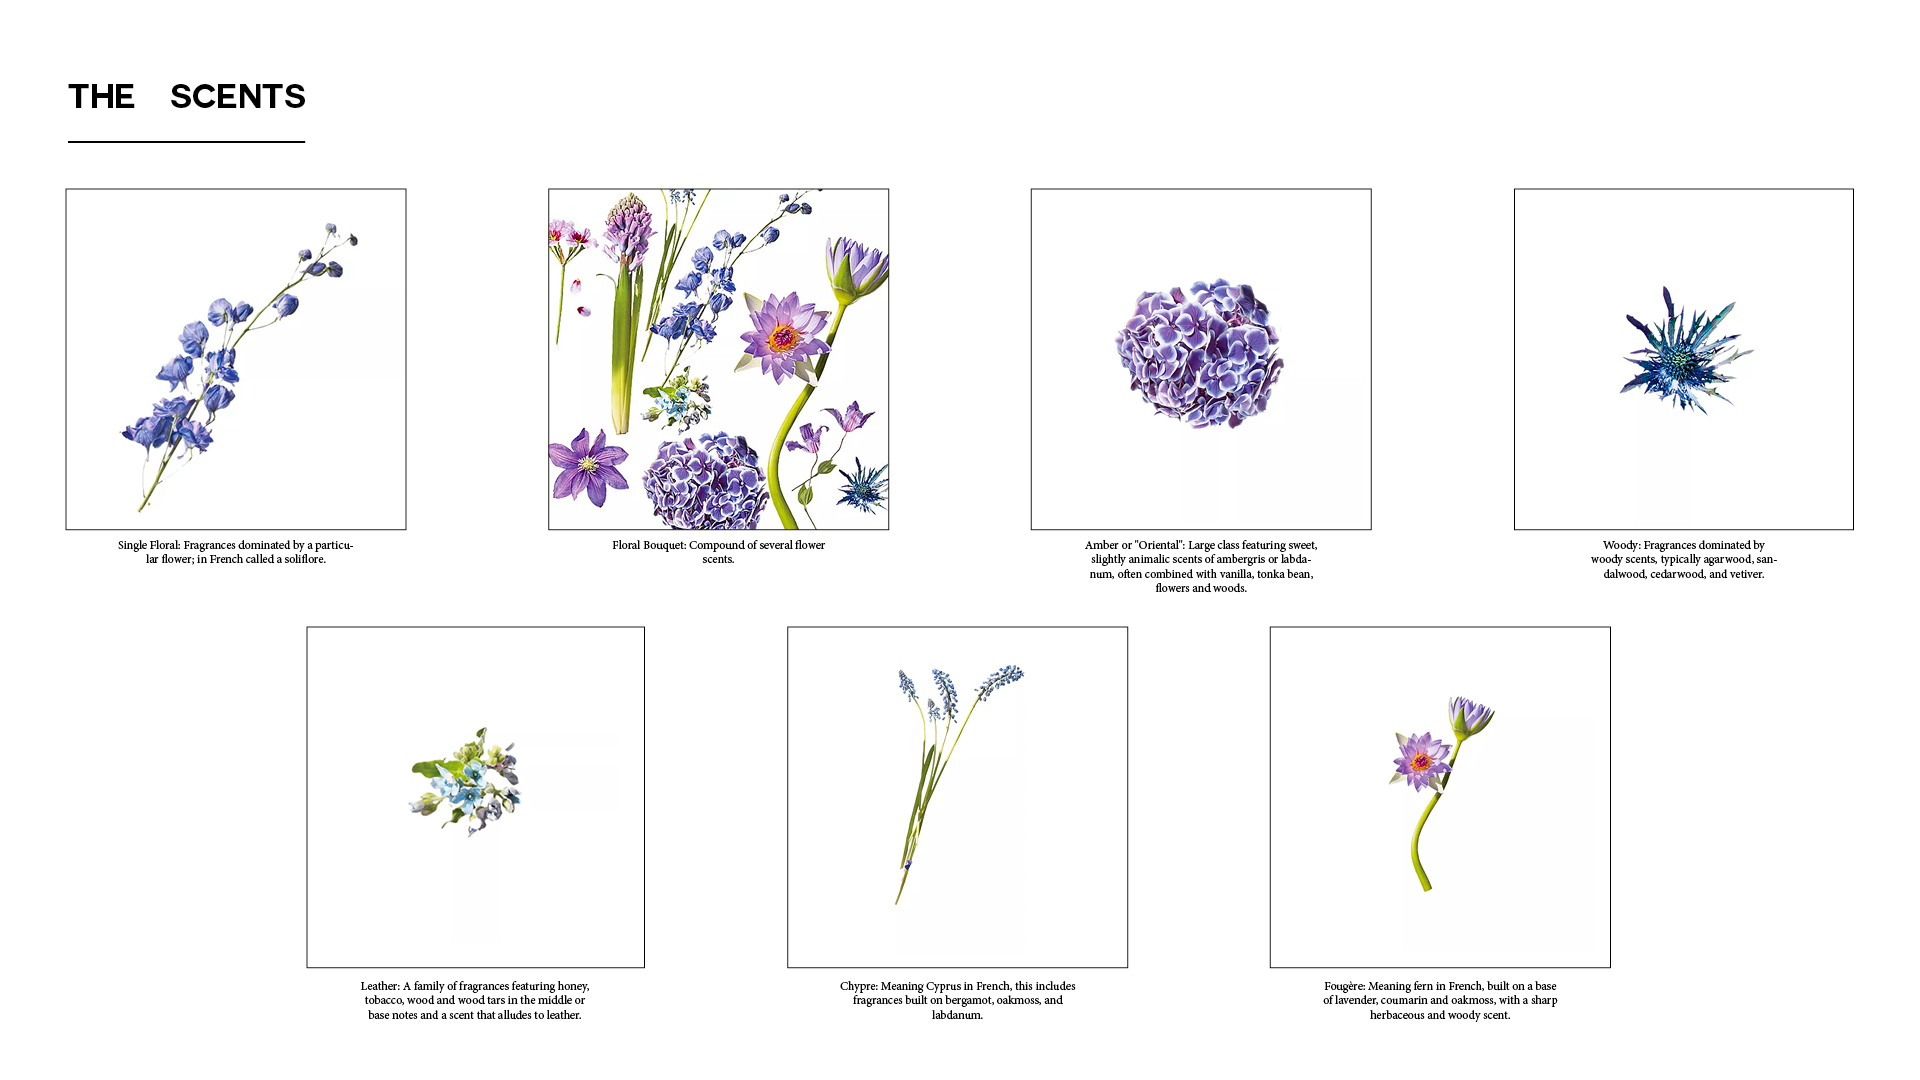 THE SCENTS
Single Floral: Fragrances dominated by a particu-
lar flower; in French called a soliflore.
Floral Bouquet: Compound of several flower
scents.
Amber or "Oriental": Large class featuring sweet,
slightly animalic scents of ambergris or labda-
num, often combined with vanilla, tonka bean,
flowers and woods.
Woody: Fragrances dominated by
woody scents, typically agarwood, san-
dalwood, cedarwood, and vetiver.
Leather: A family of fragrances featuring honey,
tobacco, wood and wood tars in the middle or
base notes and a scent that alludes to leather.
Chypre: Meaning Cyprus in French, this includes
fragrances built on bergamot, oakmoss, and
labdanum.
Fougère: Meaning fern in French, built on a base
of lavender, coumarin and oakmoss, with a sharp
herbaceous and woody scent.